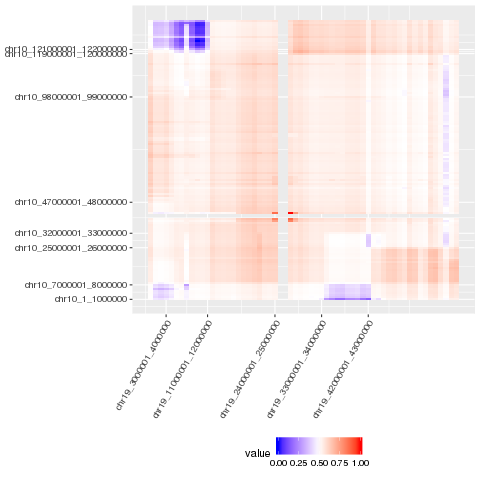 chr10_121000001_122000000
chr10_119000001_120000000
chr10_98000001_99000000
chr10_47000001_48000000
chr10_32000001_33000000
chr10_25000001_26000000
chr10_7000001_8000000
chr10_1_1000000
chr19_3000001_4000000
chr19_11000001_12000000
chr19_24000001_25000000
chr19_33000001_34000000
chr19_42000001_43000000
value
0.00 0.25 0.50 0.75 1.00